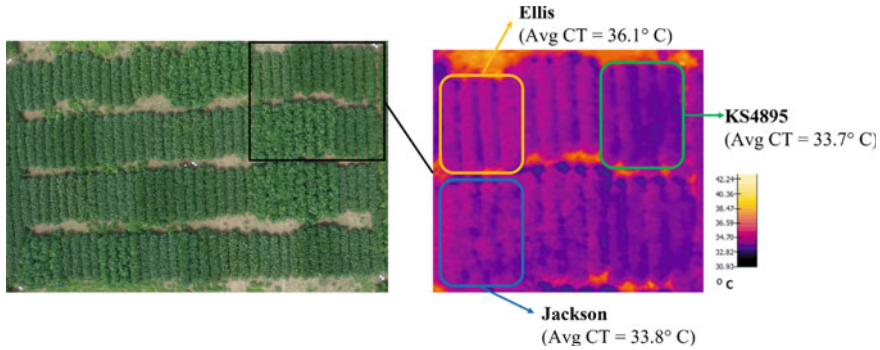 Ellis
(Avg CT = 36.1° C)
KS4895
(Avg CT = 33.7° C)
42.24
40.36
38.47
36.59
34.70
32.82
30.93
° C
Jackson
(Avg CT = 33.8° C)